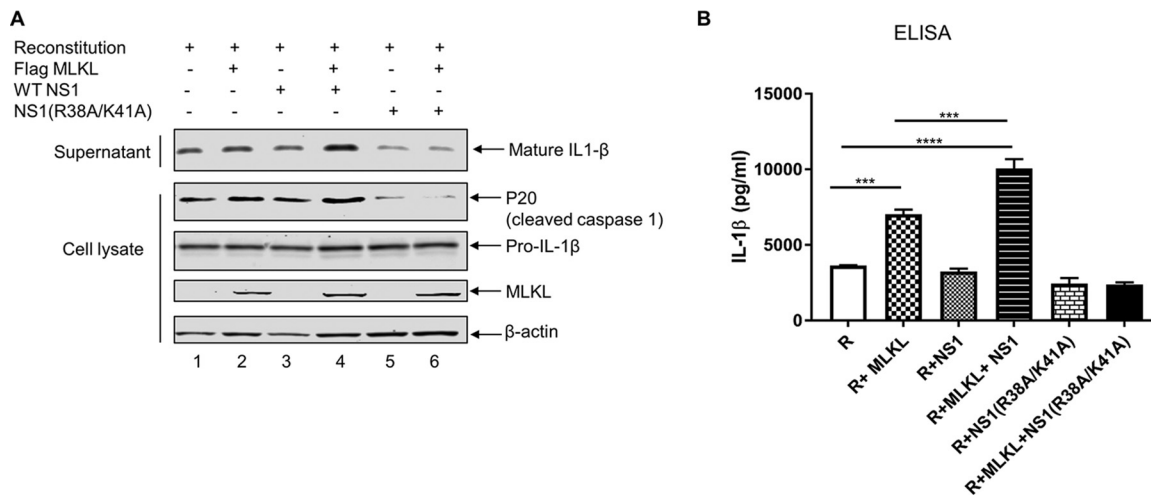 A
Reconstitution + + + + + +
Flag MLKL - + - + - +
WT NS1 - - + + - -
NS1(R38A/K41A) - - - - + +
Supernatant
Mature IL1-β
P20
(cleaved caspase 1)
Cell lysate
Pro-IL-1β
MLKL
β-actin
1 2 3 4 5 6
B
ELISA
IL-1β (pg/ml)
15000
10000
5000
0
***
****
***
R
R+ MLKL
R+NS1
R+MLKL+ NS1
R+NS1(R38A/K41A)
R+MLKL+NS1(R38A/K41A)